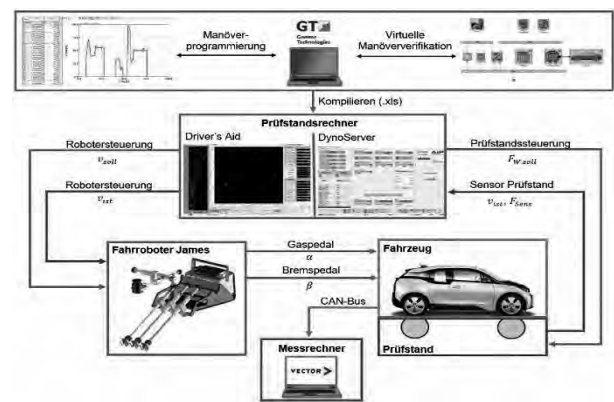 Manöver-
programmierung
GT
Gamma
Technologies
Virtuelle
Manöververifikation
Kompilieren (.xls)
Prüfstandsrechner
Driver's Aid
DynoServer
Robotersteuerung
v_soll
Robotersteuerung
v_ist
Prüfstandssteuerung
F_W,soll
Sensor Prüfstand
v_ist, F_Sens
Fahrroboter James
Gaspedal
α
Bremspedal
β
CAN-Bus
Fahrzeug
Prüfstand
Messrechner
VECTOR